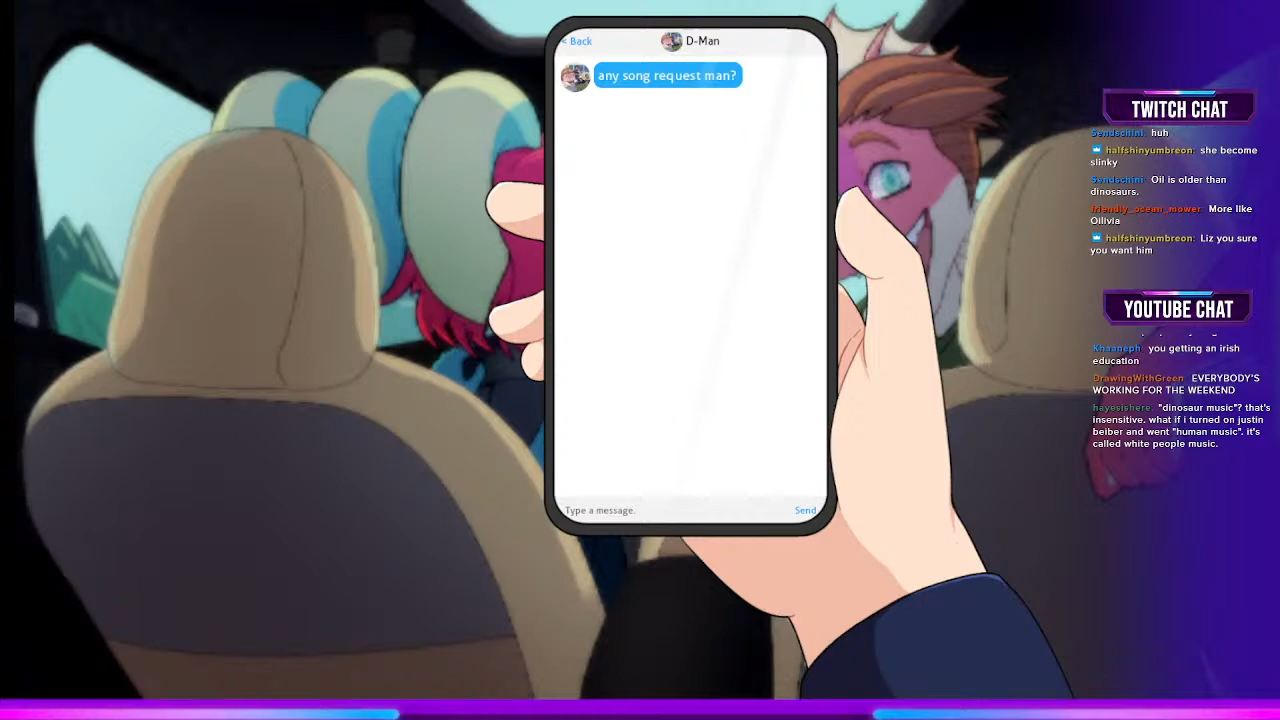 < Back
D-Man
any song request man?
Type a message.
Send
TWITCH CHAT
Sendschini: huh
halfshinyumbreon: she become
slinky
Sendschini: Oil is older than
dinosaurs.
friendly_ocean_mower: More like
Oilivia
halfshinyumbreon: Liz you sure
you want him
YOUTUBE CHAT
Khaaneph: you getting an irish
education
DrawingWithGreen: EVERYBODY'S
WORKING FOR THE WEEKEND
hayesishere: "dinosaur music"? that's
insensitive. what if i turned on justin
beiber and went "human music". it's
called white people music.